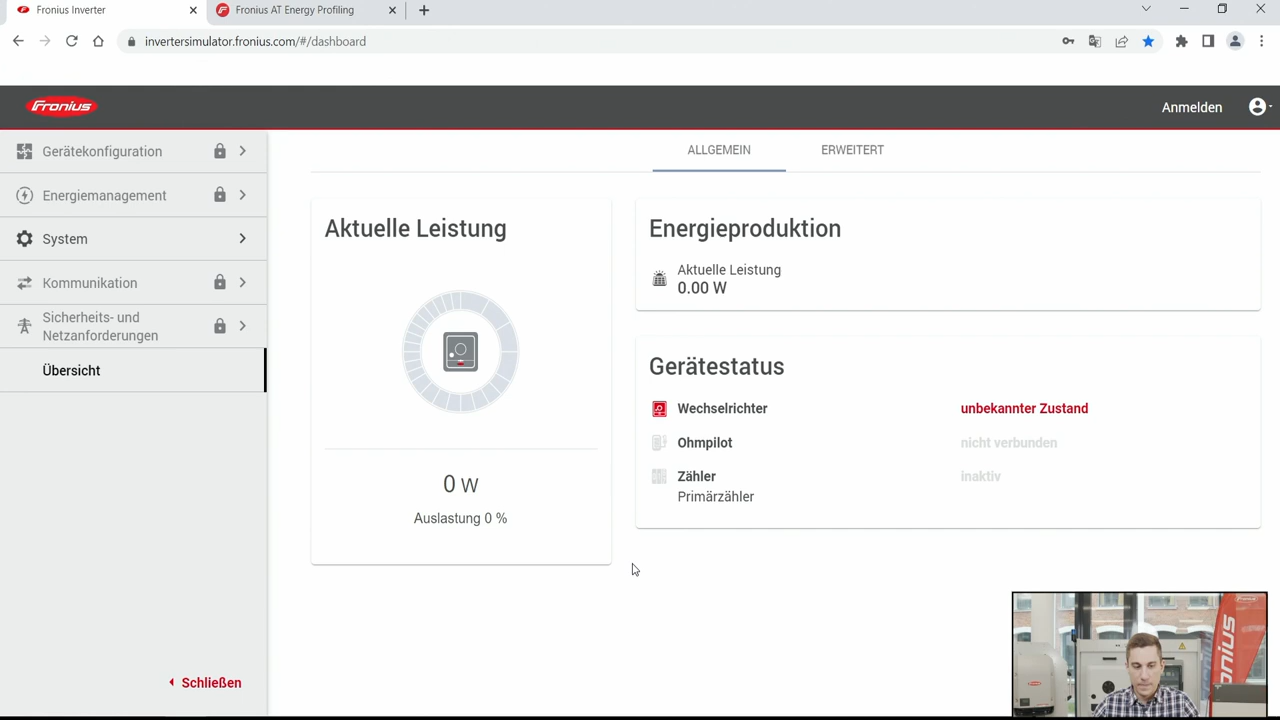 Fronius Inverter
Fronius AT Energy Profiling
invertersimulator.fronius.com/#/dashboard
Fronius
Anmelden
Gerätekonfiguration
Energiemanagement
System
Kommunikation
Sicherheits- und
Netzanforderungen
Übersicht
Schließen
ALLGEMEIN
ERWEITERT
Aktuelle Leistung
0 W
Auslastung 0 %
Energieproduktion
Aktuelle Leistung
0.00 W
Gerätestatus
Wechselrichter
unbekannter Zustand
Ohmpilot
nicht verbunden
Zähler
inaktiv
Primärzähler